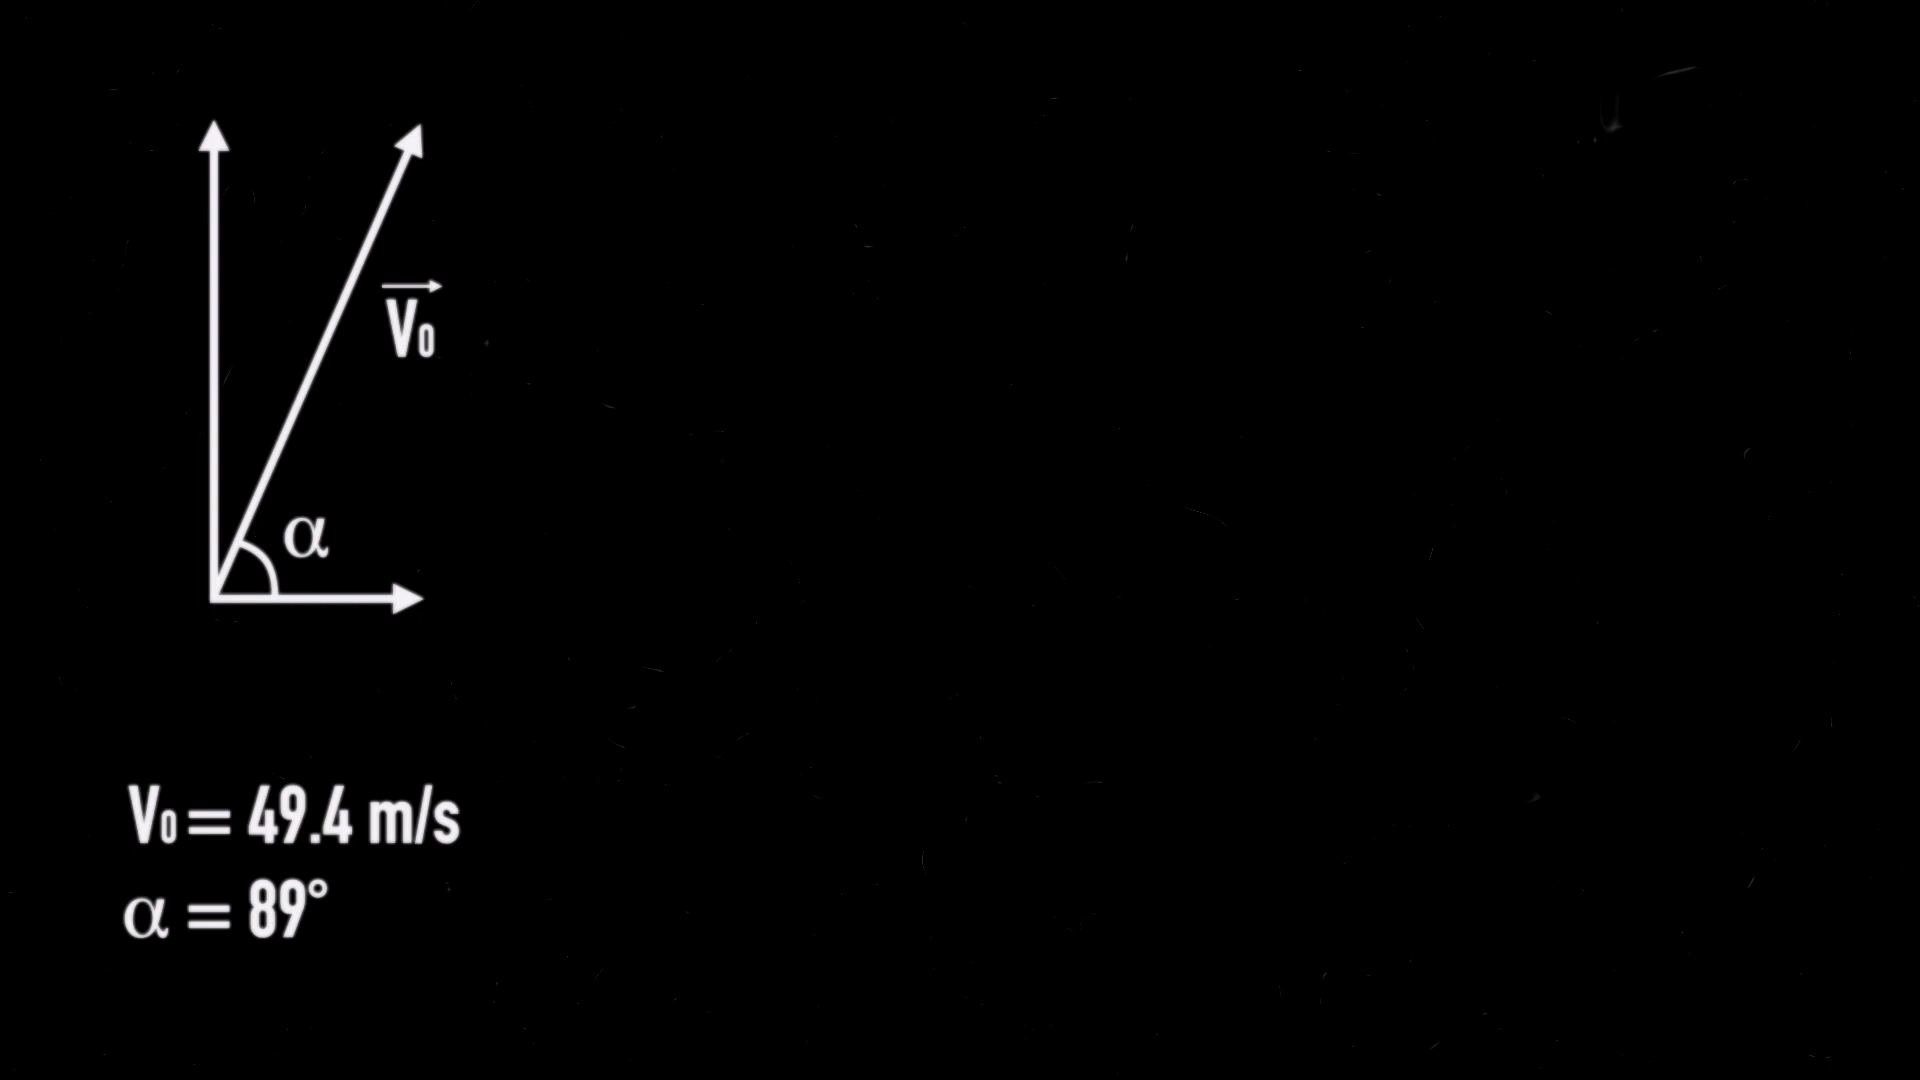 V₀
α
V₀ = 49.4 m/s
α = 89°